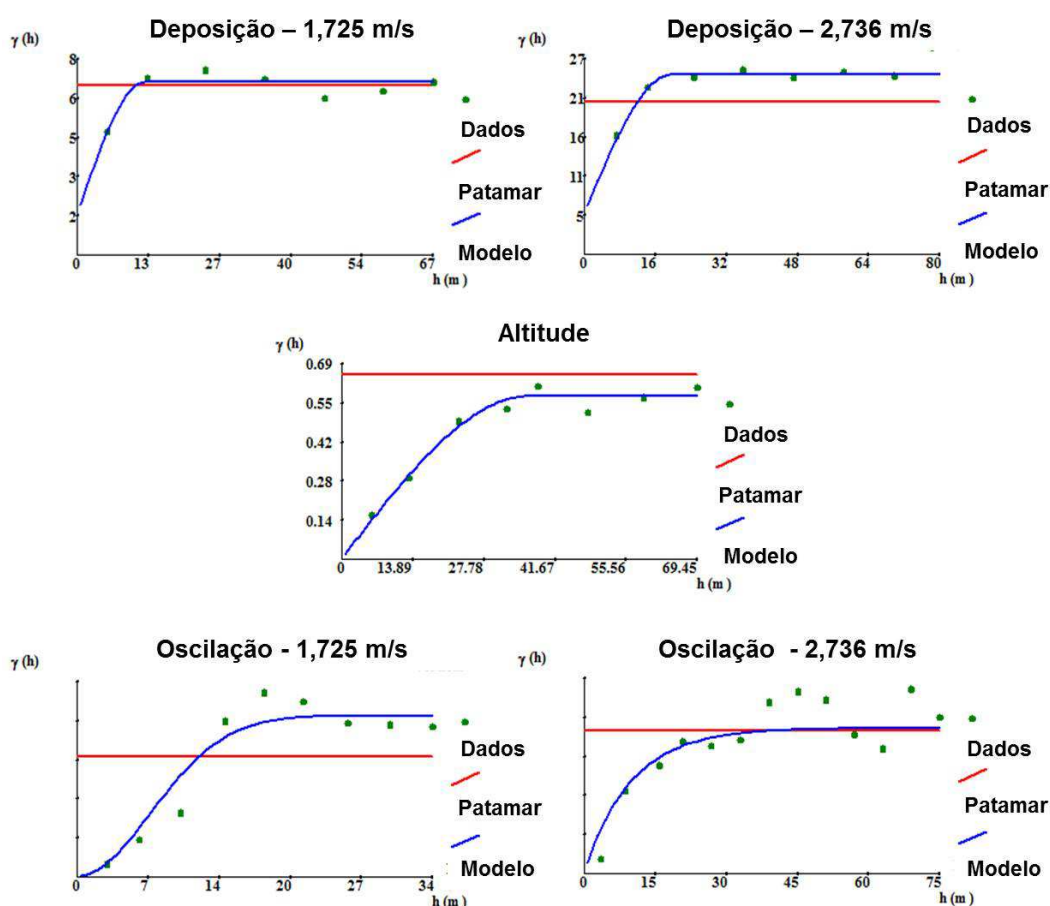 Deposição – 1,725 m/s
γ (h)
8
6
5
3
2
0 13 27 40 54 67
h (m )
Dados
Patamar
Modelo
Deposição – 2,736 m/s
γ (h)
27
21
16
11
5
0 16 32 48 64 80
h (m )
Dados
Patamar
Modelo
Altitude
γ (h)
0.69
0.55
0.42
0.28
0.14
0 13.89 27.78 41.67 55.56 69.45
h (m )
Dados
Patamar
Modelo
Oscilação - 1,725 m/s
γ (h)
0 7 14 20 27 34
h (m )
Dados
Patamar
Modelo
Oscilação - 2,736 m/s
γ (h)
0 15 30 45 60 75
h (m )
Dados
Patamar
Modelo